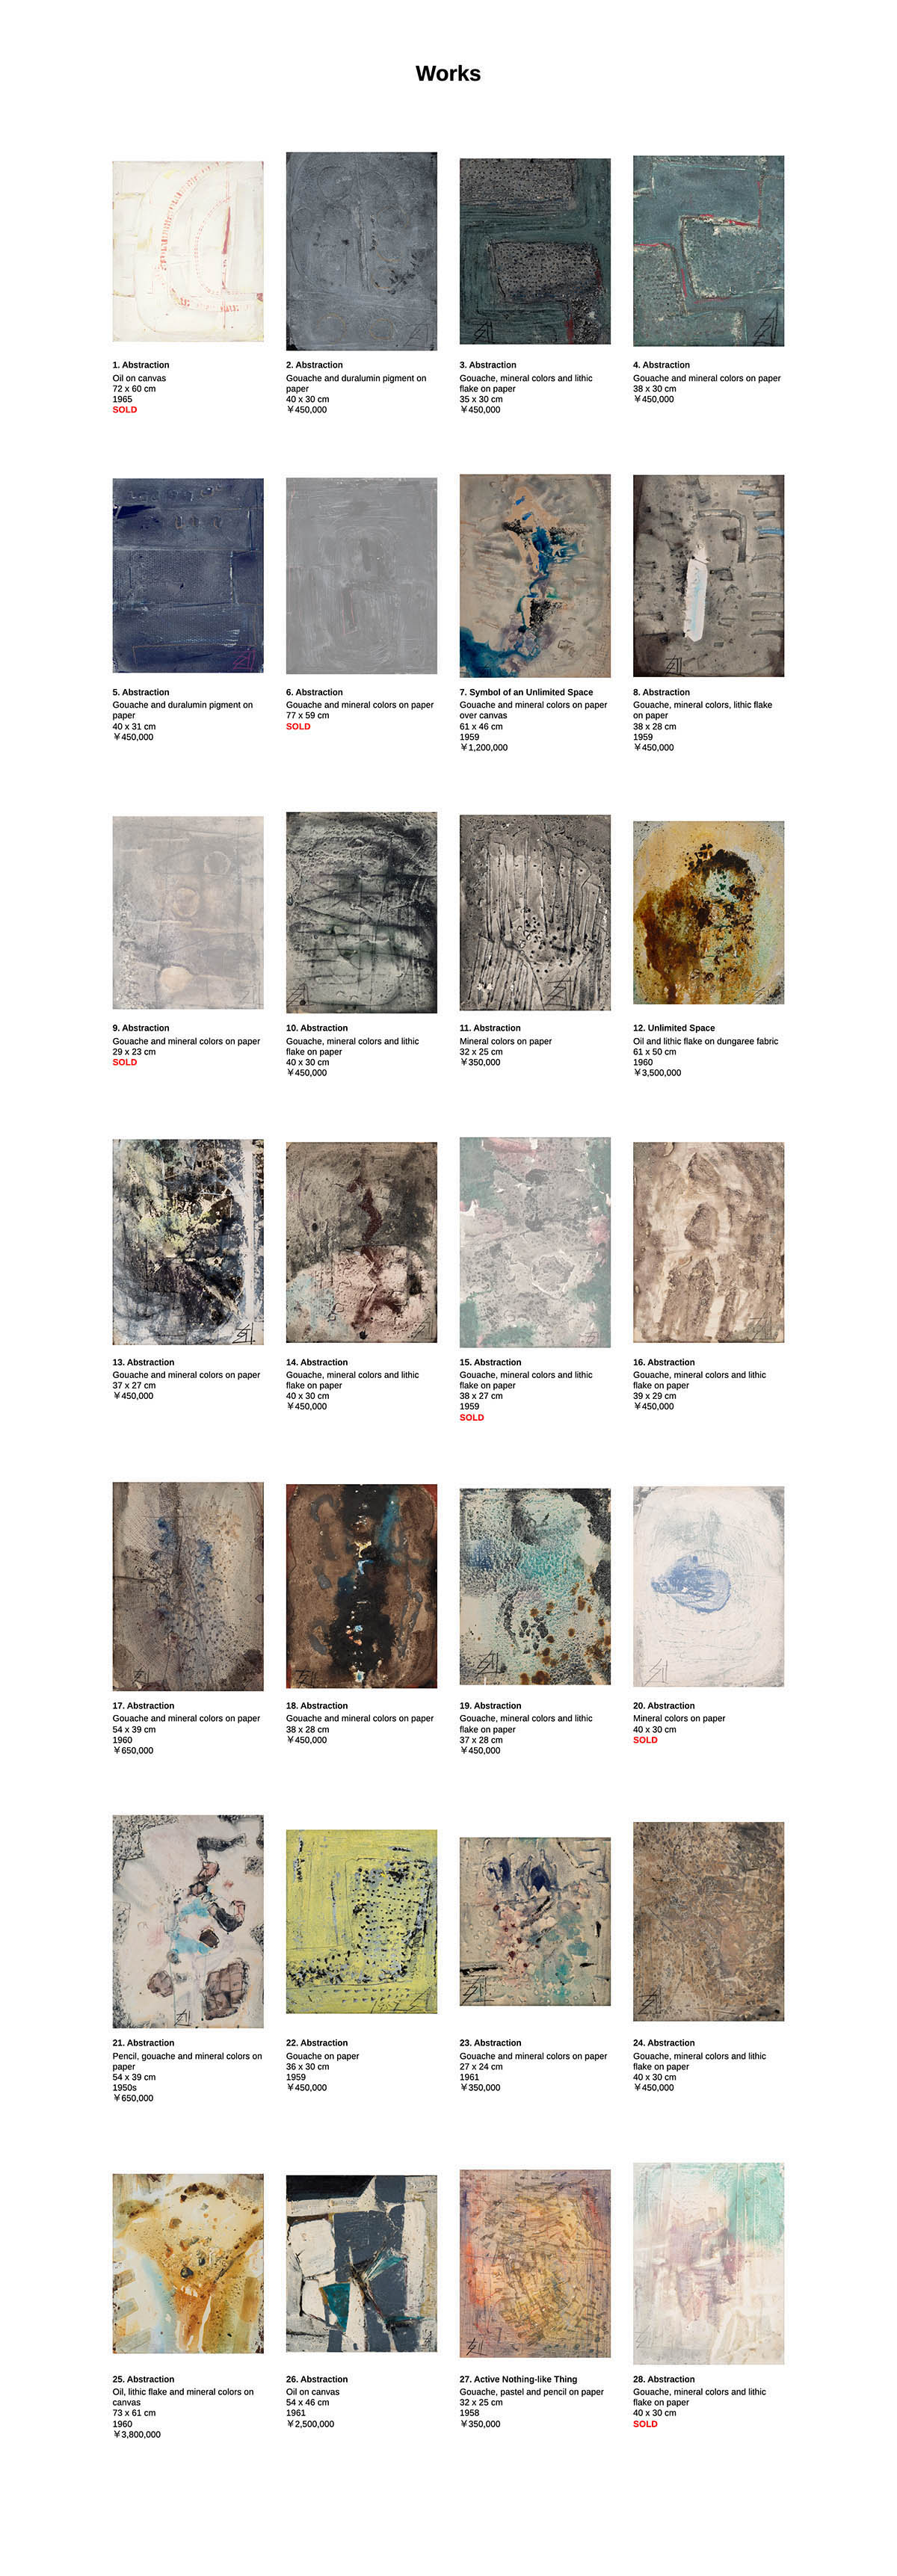 Works
1. Abstraction
Oil on canvas
72 x 60 cm
1965
SOLD
2. Abstraction
Gouache and duralumin pigment on
paper
40 x 30 cm
￥450,000
3. Abstraction
Gouache, mineral colors and lithic
flake on paper
35 x 30 cm
￥450,000
4. Abstraction
Gouache and mineral colors on paper
38 x 30 cm
￥450,000
5. Abstraction
Gouache and duralumin pigment on
paper
40 x 31 cm
￥450,000
6. Abstraction
Gouache and mineral colors on paper
77 x 59 cm
SOLD
7. Symbol of an Unlimited Space
Gouache and mineral colors on paper
over canvas
61 x 46 cm
1959
￥1,200,000
8. Abstraction
Gouache, mineral colors, lithic flake
on paper
38 x 28 cm
1959
￥450,000
9. Abstraction
Gouache and mineral colors on paper
29 x 23 cm
SOLD
10. Abstraction
Gouache, mineral colors and lithic
flake on paper
40 x 30 cm
￥450,000
11. Abstraction
Mineral colors on paper
32 x 25 cm
￥350,000
12. Unlimited Space
Oil and lithic flake on dungaree fabric
61 x 50 cm
1960
￥3,500,000
13. Abstraction
Gouache and mineral colors on paper
37 x 27 cm
￥450,000
14. Abstraction
Gouache, mineral colors and lithic
flake on paper
40 x 30 cm
￥450,000
15. Abstraction
Gouache, mineral colors and lithic
flake on paper
38 x 27 cm
1959
SOLD
16. Abstraction
Gouache, mineral colors and lithic
flake on paper
39 x 29 cm
￥450,000
17. Abstraction
Gouache and mineral colors on paper
54 x 39 cm
1960
￥650,000
18. Abstraction
Gouache and mineral colors on paper
38 x 28 cm
￥450,000
19. Abstraction
Gouache, mineral colors and lithic
flake on paper
37 x 28 cm
￥450,000
20. Abstraction
Mineral colors on paper
40 x 30 cm
SOLD
21. Abstraction
Pencil, gouache and mineral colors on
paper
54 x 39 cm
1950s
￥650,000
22. Abstraction
Gouache on paper
36 x 30 cm
1959
￥450,000
23. Abstraction
Gouache and mineral colors on paper
27 x 24 cm
1961
￥350,000
24. Abstraction
Gouache, mineral colors and lithic
flake on paper
40 x 30 cm
￥450,000
25. Abstraction
Oil, lithic flake and mineral colors on
canvas
73 x 61 cm
1960
￥3,800,000
26. Abstraction
Oil on canvas
54 x 46 cm
1961
￥2,500,000
27. Active Nothing-like Thing
Gouache, pastel and pencil on paper
32 x 25 cm
1958
￥350,000
28. Abstraction
Gouache, mineral colors and lithic
flake on paper
40 x 30 cm
SOLD